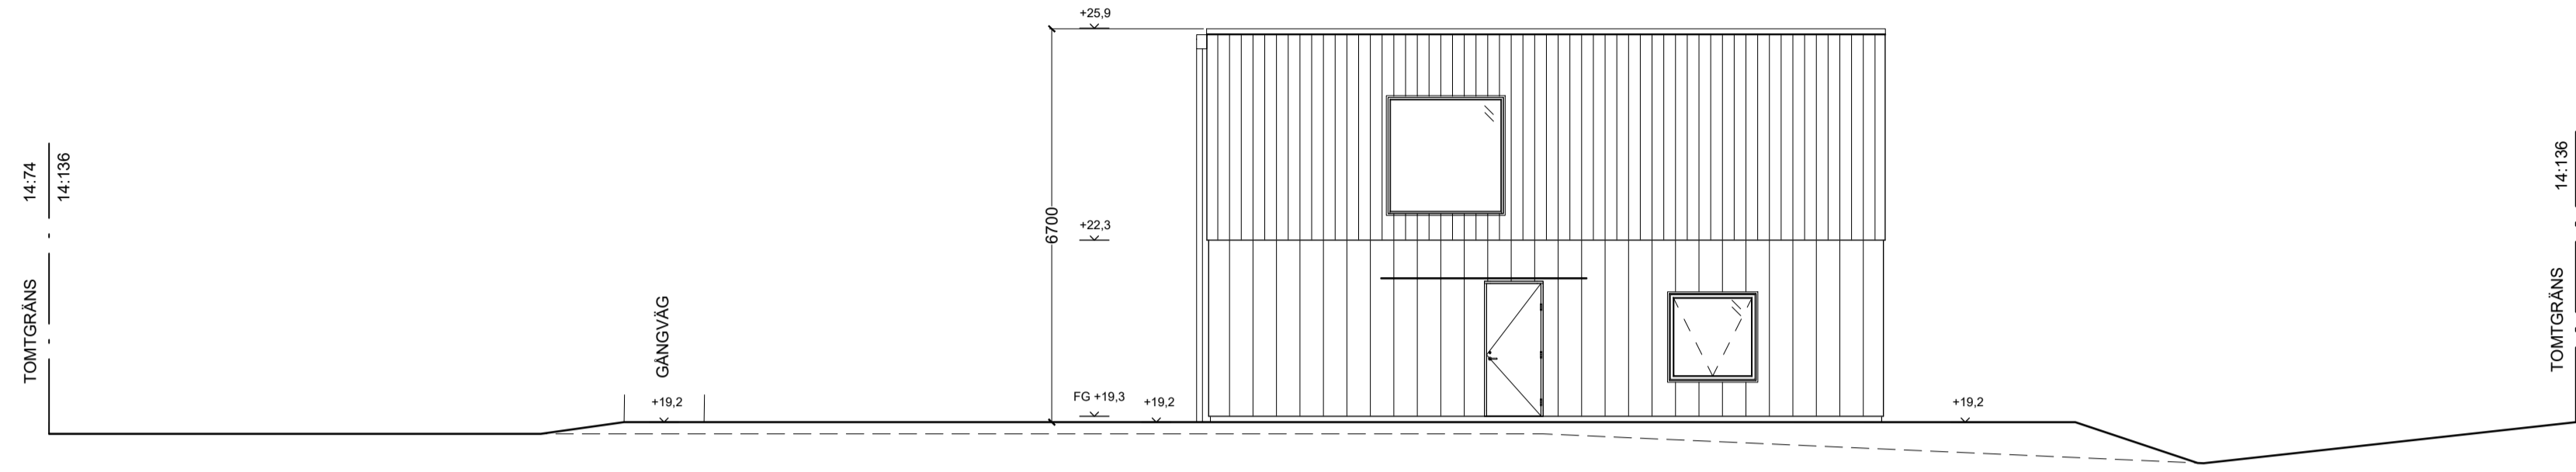 14:74
14:136
TOMTGRÄNS
GÅNGVÄG
+19,2
6700
+25,9
+22,3
FG +19,3
+19,2
+19,2
14:136
TOMTGRÄNS